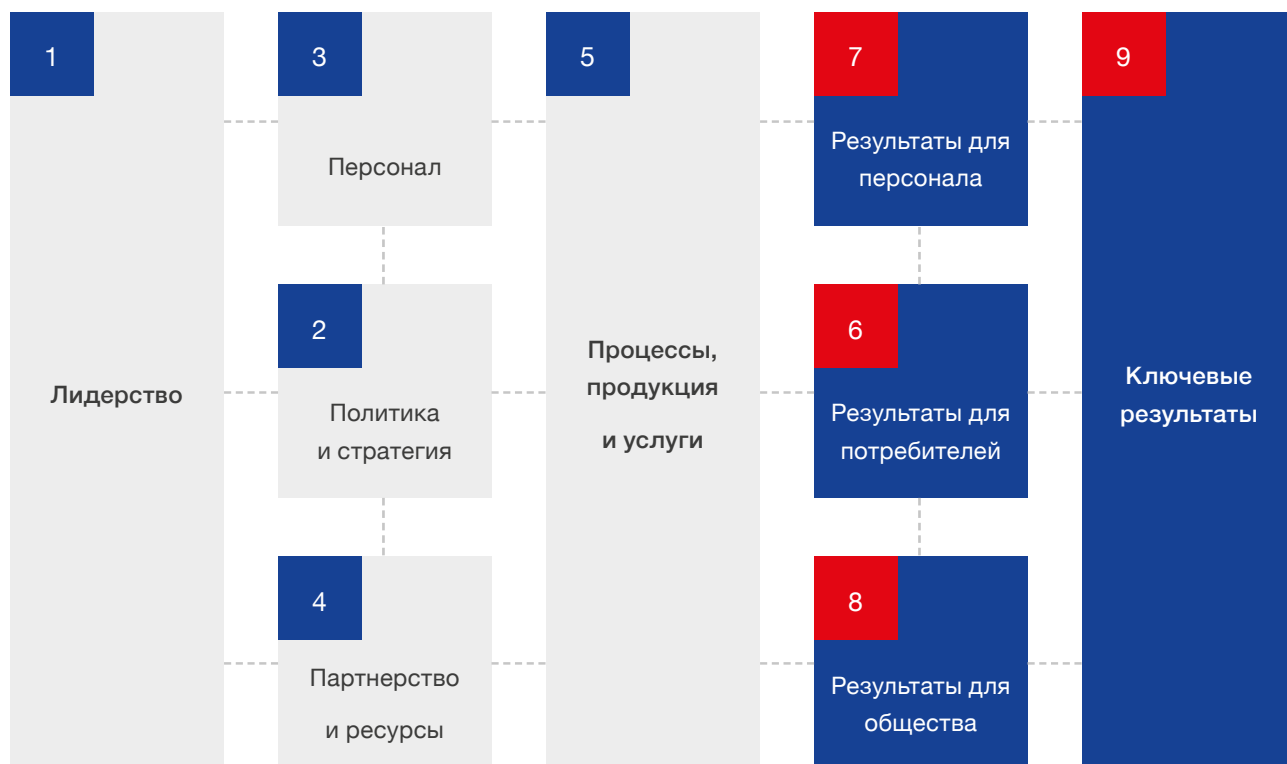 1
Лидерство
3
Персонал
2
Политика
и стратегия
4
Партнерство
и ресурсы
5
Процессы,
продукция
и услуги
7
Результаты для
персонала
6
Результаты для
потребителей
8
Результаты для
общества
9
Ключевые
результаты